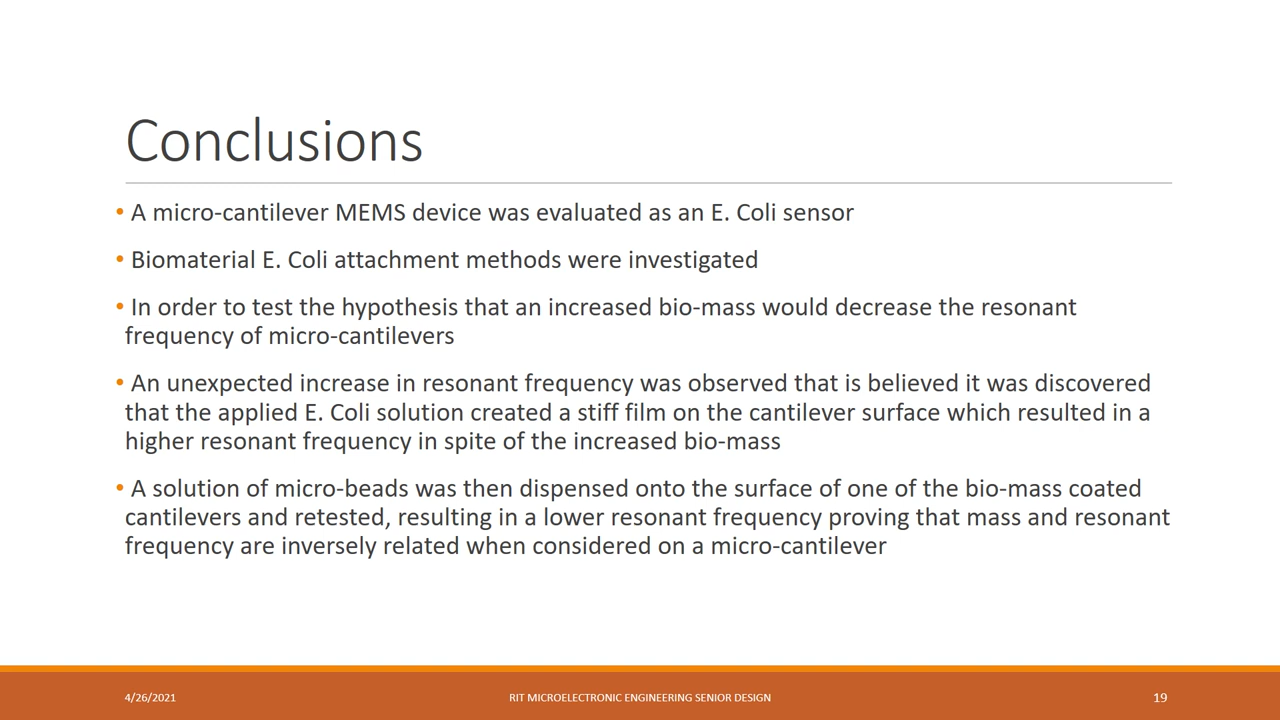 Conclusions
• A micro-cantilever MEMS device was evaluated as an E. Coli sensor
• Biomaterial E. Coli attachment methods were investigated
• In order to test the hypothesis that an increased bio-mass would decrease the resonant
frequency of micro-cantilevers
• An unexpected increase in resonant frequency was observed that is believed it was discovered
that the applied E. Coli solution created a stiff film on the cantilever surface which resulted in a
higher resonant frequency in spite of the increased bio-mass
• A solution of micro-beads was then dispensed onto the surface of one of the bio-mass coated
cantilevers and retested, resulting in a lower resonant frequency proving that mass and resonant
frequency are inversely related when considered on a micro-cantilever
4/26/2021
RIT MICROELECTRONIC ENGINEERING SENIOR DESIGN
19